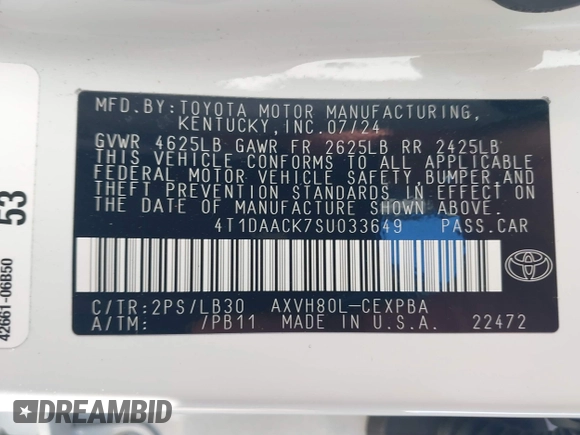 MFD.BY:TOYOTA MOTOR MANUFACTURING,
KENTUCKY,INC.07/24
GVWR 4625LB GAWR FR 2625LB RR 2425LB
THIS VEHICLE CONFORMS TO ALL APPLICABLE
FEDERAL MOTOR VEHICLE SAFETY,BUMPER,AND
THEFT PREVENTION STANDARDS IN EFFECT ON
THE DATE OF MANUFACTURE SHOWN ABOVE.
4T1DAACK7SU033649 PASS.CAR
C/TR:2PS/LB30 AXVH80L-CEXPBA
A/TM: /PB11 MADE IN U.S.A. 22472
TOYOTA
53
42661-06B50
DREAMBID